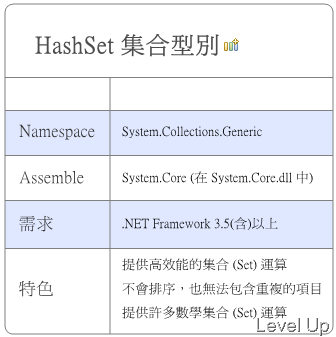 HashSet 集合型別
Namespace System.Collections.Generic
Assemble System.Core (在 System.Core.dll 中)
需求 .NET Framework 3.5(含)以上
特色
提供高效能的集合 (Set) 運算
不會排序，也無法包含重複的項目
提供許多數學集合 (Set) 運算
Level Up